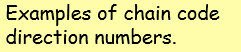 Examples of chain code
direction numbers.